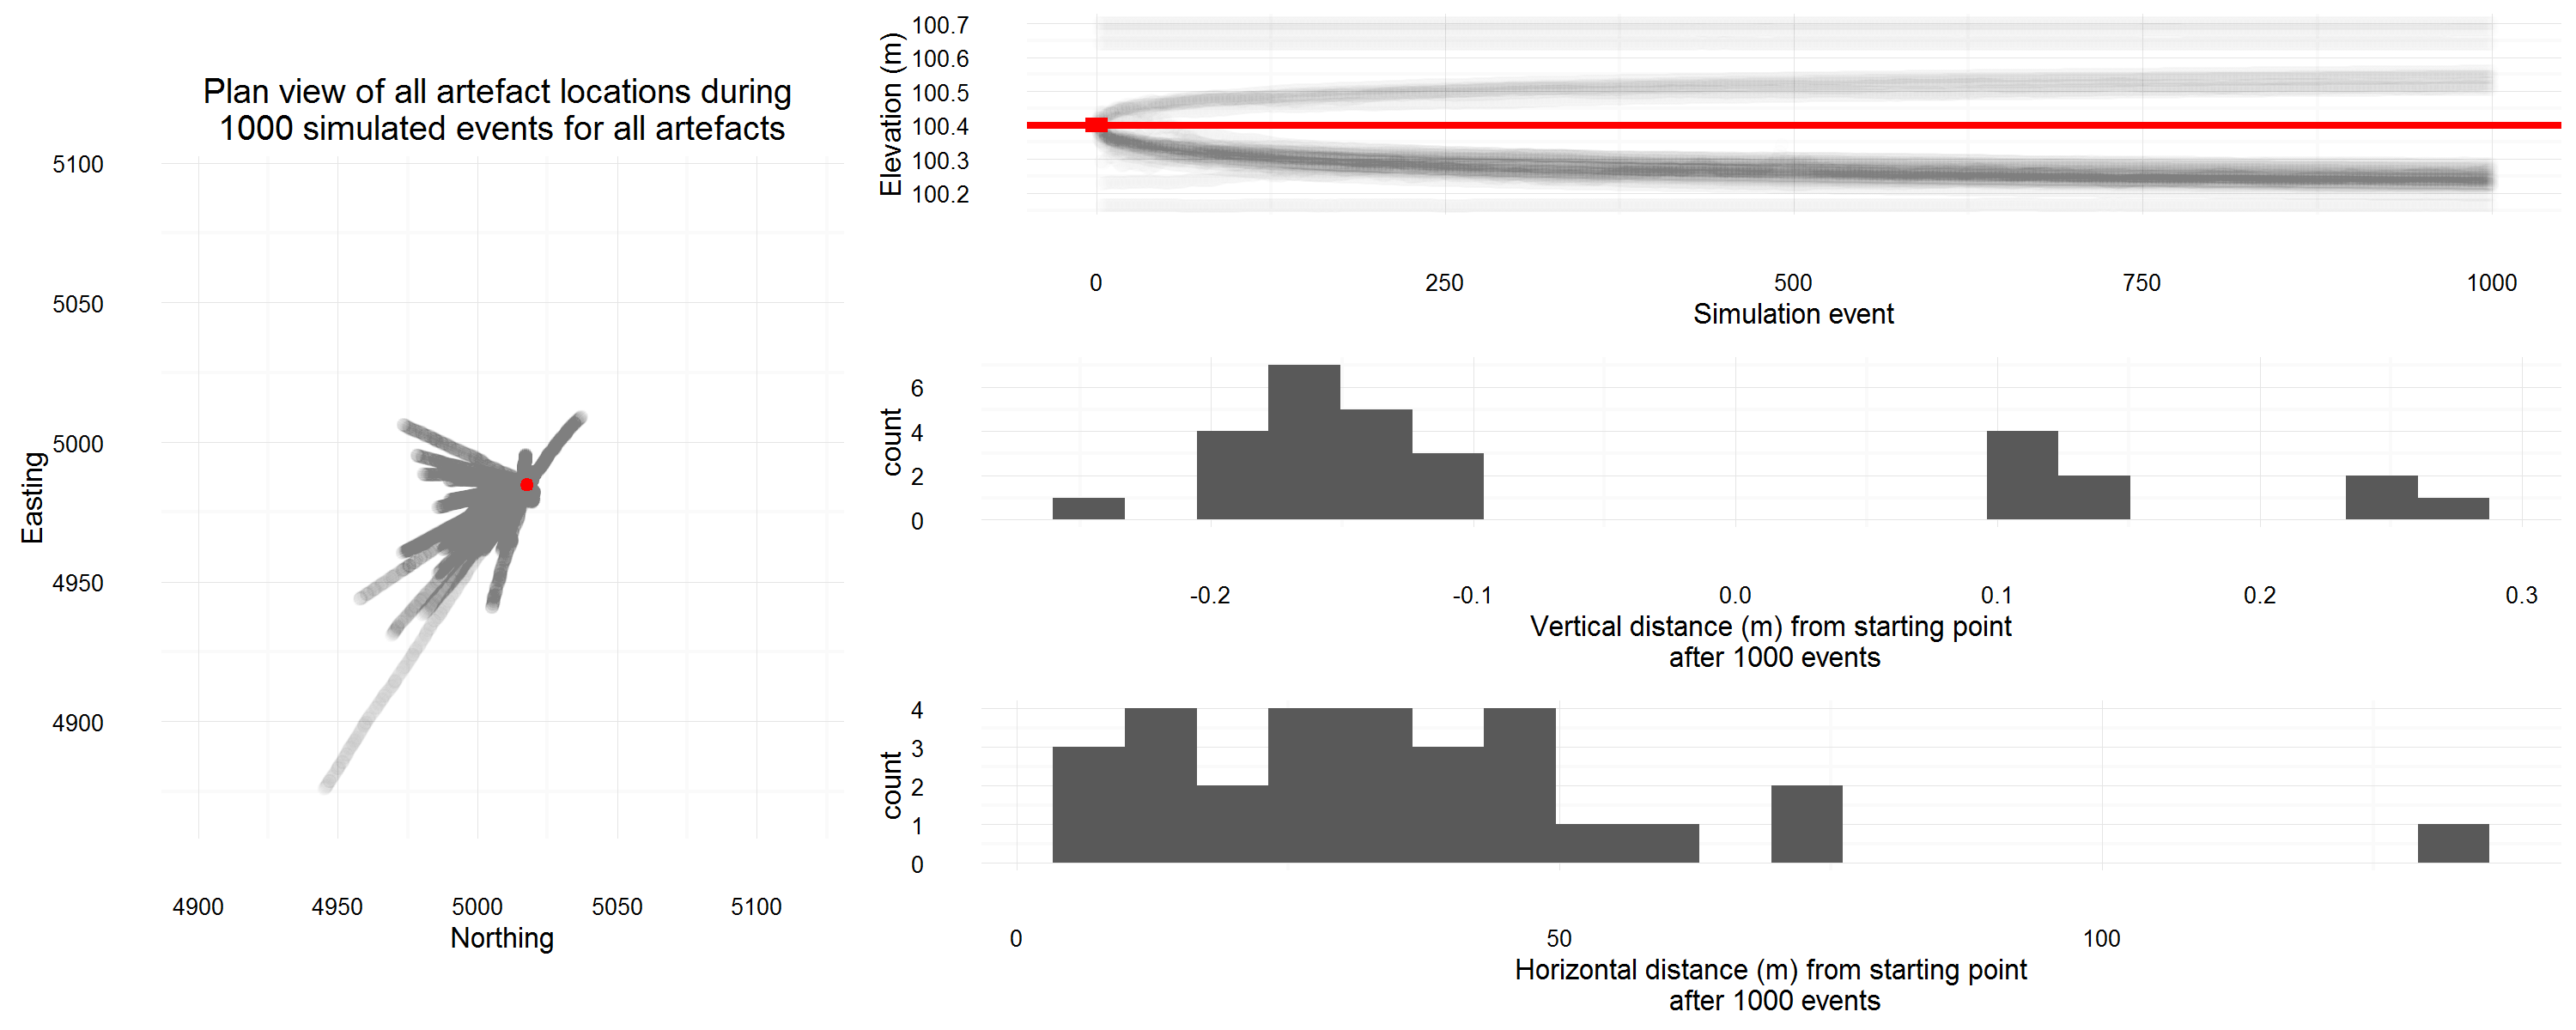 Plan view of all artefact locations during
1000 simulated events for all artefacts
5100
5050
5000
4950
4900
Easting
4900 4950 5000 5050 5100
Northing
100.7
100.6
100.5
100.4
100.3
100.2
Elevation (m)
0 250 500 750 1000
Simulation event
6
4
2
0
count
-0.2 -0.1 0.0 0.1 0.2 0.3
Vertical distance (m) from starting point
after 1000 events
4
3
2
1
0
count
0 50 100
Horizontal distance (m) from starting point
after 1000 events